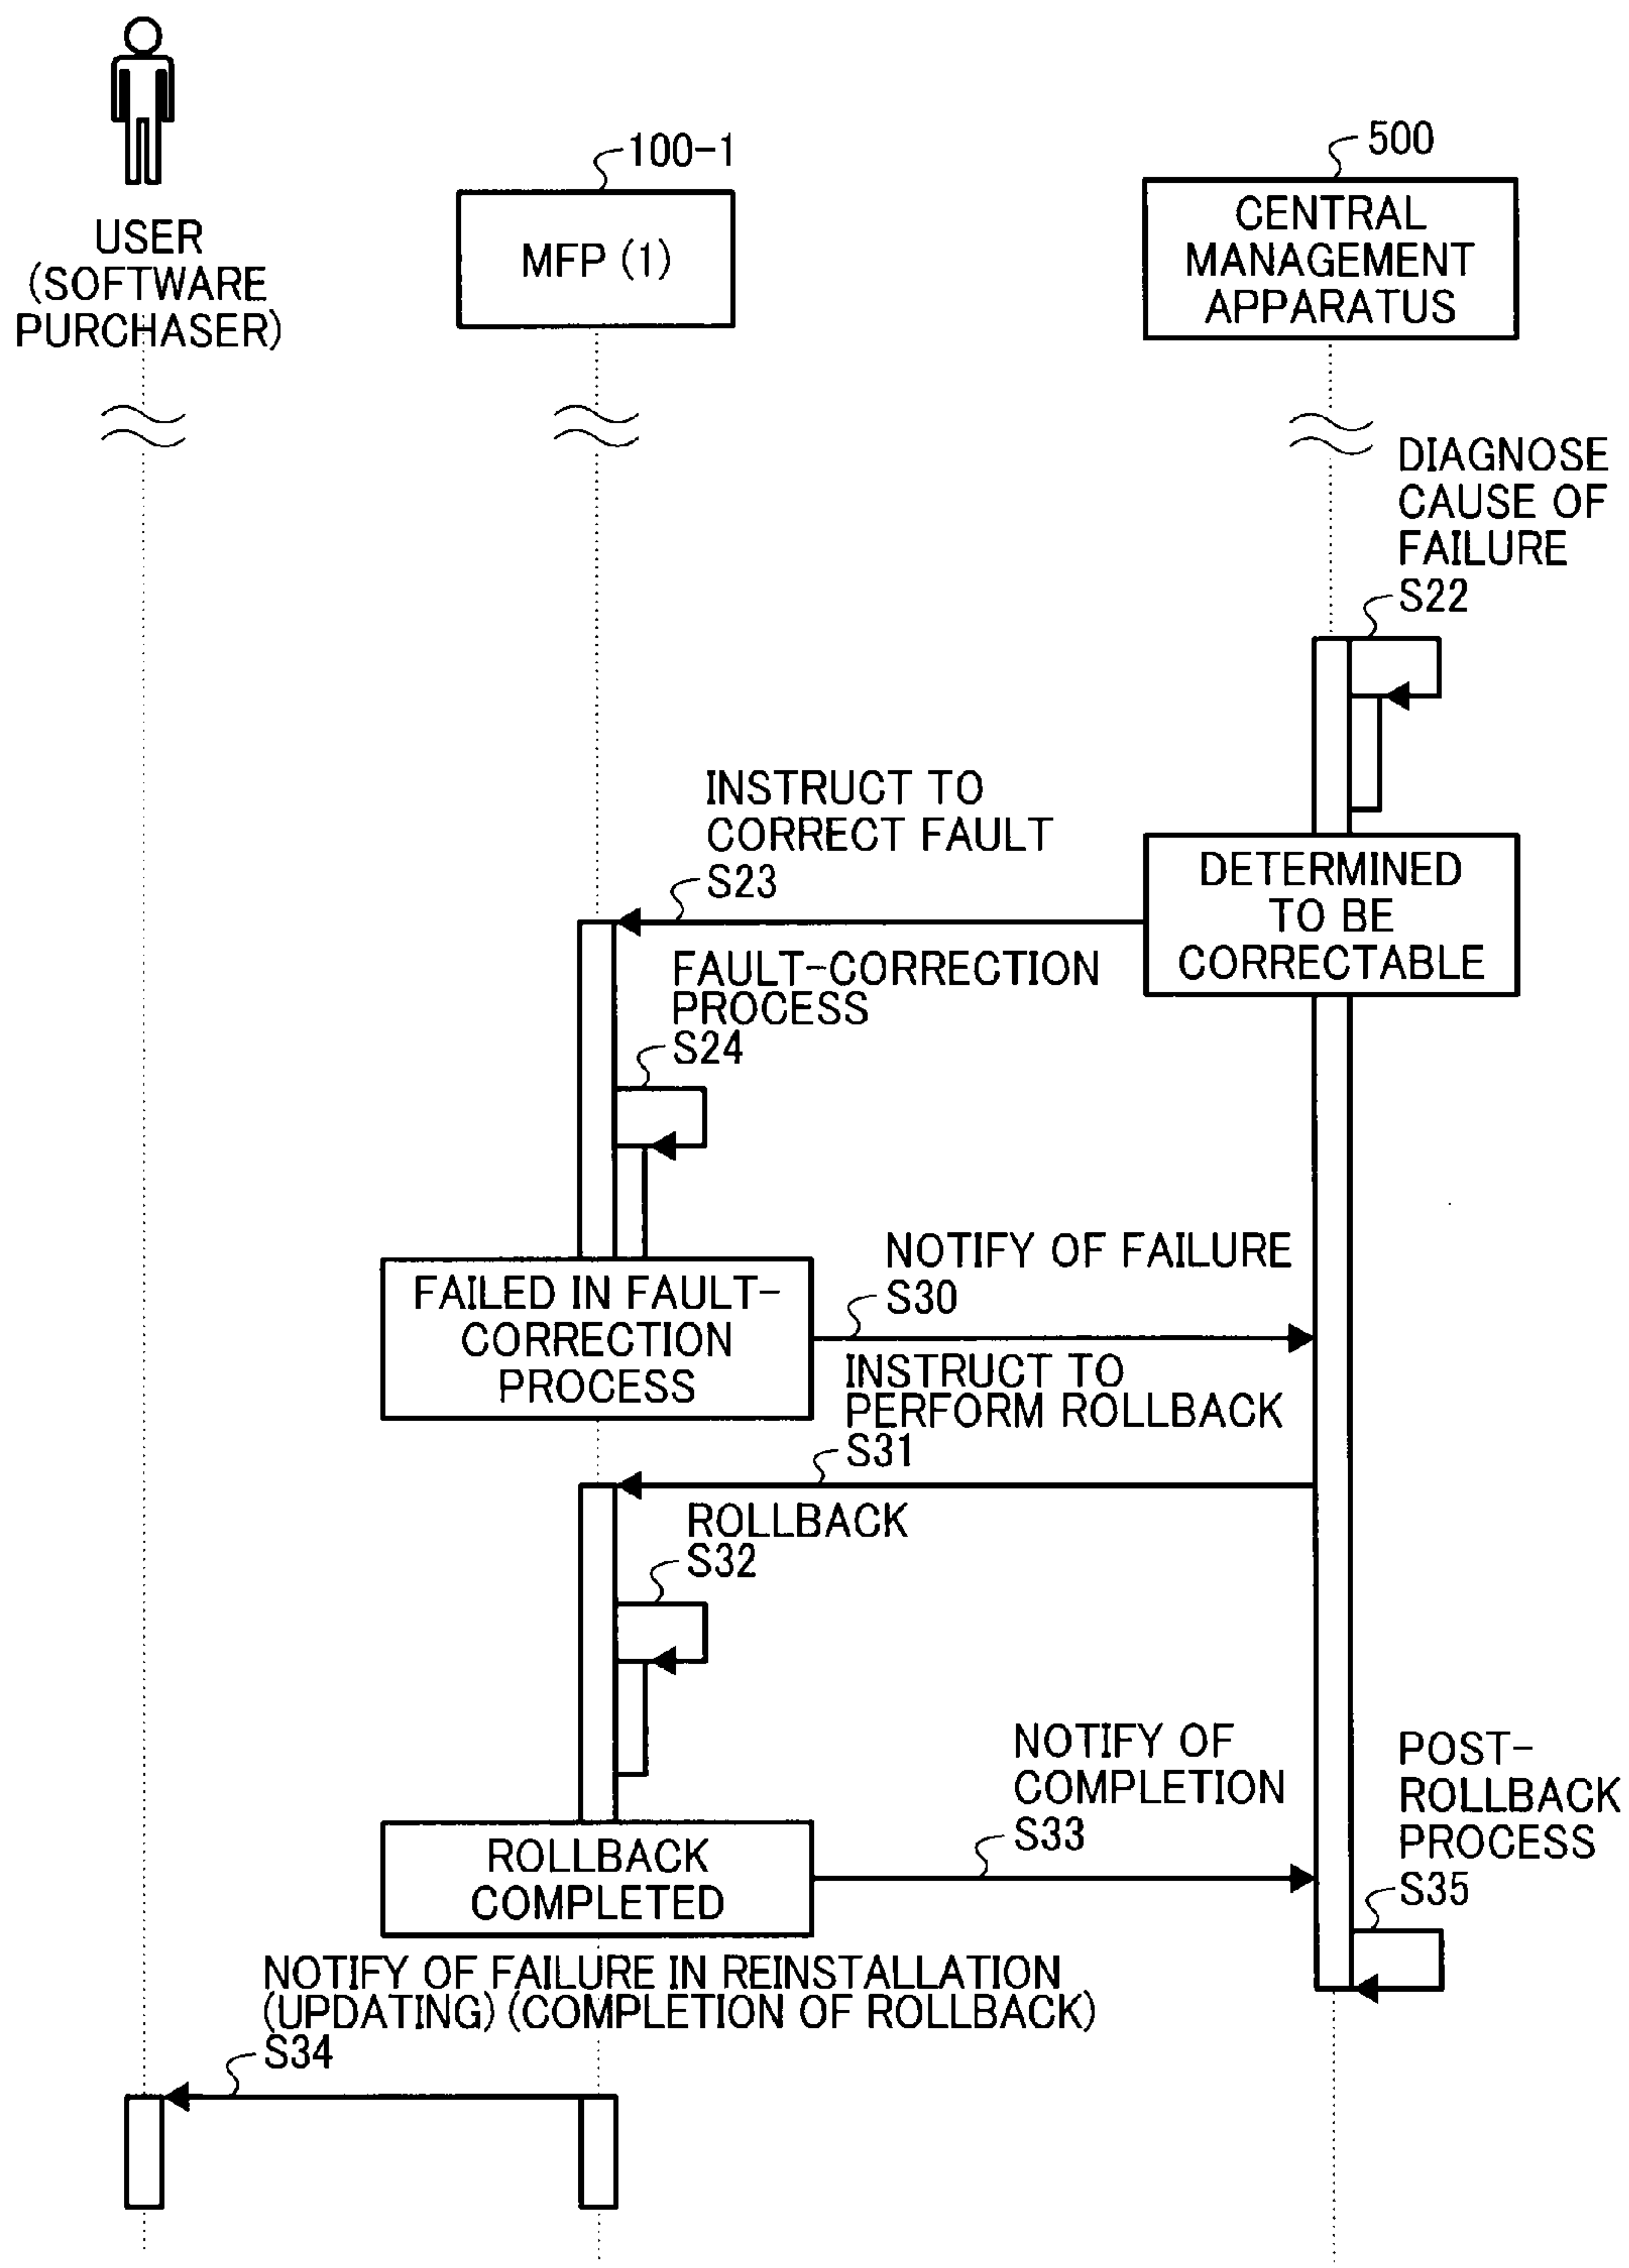 100-1
500
USER
(SOFTWARE
PURCHASER)
MFP (1)
CENTRAL
MANAGEMENT
APPARATUS
DIAGNOSE
CAUSE OF
FAILURE
S22
INSTRUCT TO
CORRECT FAULT
S23
DETERMINED
TO BE
CORRECTABLE
FAULT-CORRECTION
PROCESS
S24
NOTIFY OF FAILURE
S30
FAILED IN FAULT-
CORRECTION
PROCESS
INSTRUCT TO
PERFORM ROLLBACK
S31
ROLLBACK
S32
NOTIFY OF
COMPLETION
S33
POST-
ROLLBACK
PROCESS
S35
ROLLBACK
COMPLETED
NOTIFY OF FAILURE IN REINSTALLATION
(UPDATING) (COMPLETION OF ROLLBACK)
S34